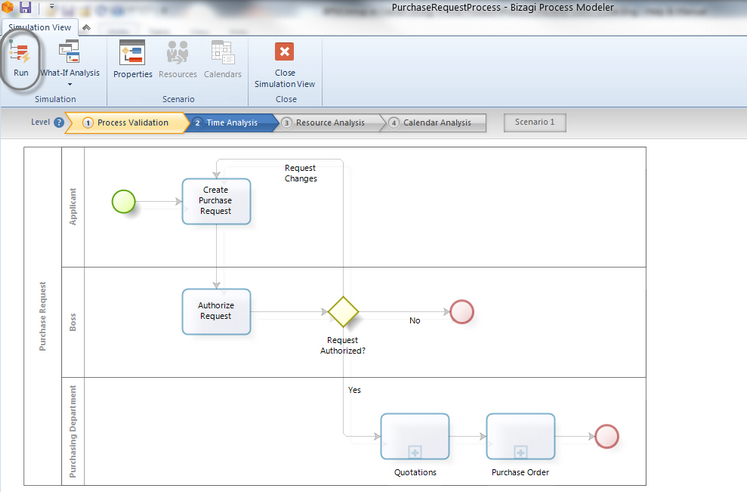 PurchaseRequestProcess - Bizagi Process Modeler
Simulation View
Run
What-If Analysis
Properties
Resources
Calendars
Close
Simulation View
Simulation
Scenario
Close
Level ?
1 Process Validation
2 Time Analysis
3 Resource Analysis
4 Calendar Analysis
Scenario 1
Purchase Request
Applicant
Create
Purchase
Request
Request
Changes
Boss
Authorize
Request
Request
Authorized?
No
Purchasing Department
Yes
Quotations
Purchase Order